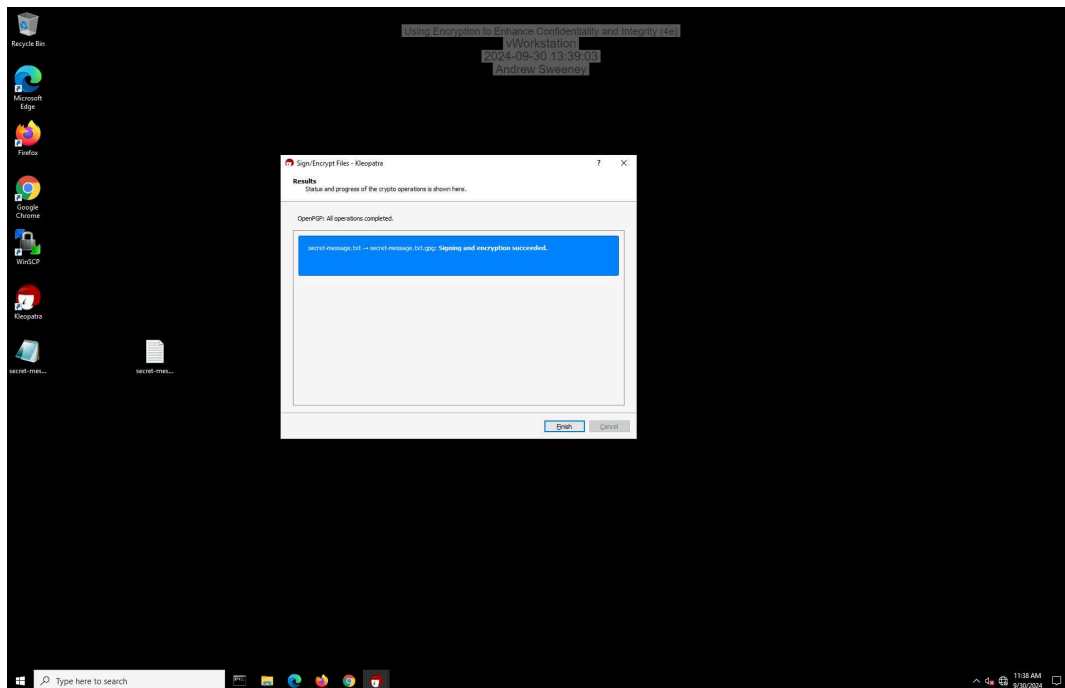 Using Encryption to Enhance Confidentiality and Integrity (4e)
vWorkstation
2024-09-30 13:39:03
Andrew Sweeney
Recycle Bin
Microsoft
Edge
Firefox
Google
Chrome
WinSCP
Kleopatra
secret-mes...
secret-mes...
Sign/Encrypt Files - Kleopatra
Results
Status and progress of the crypto operations is shown here.
OpenPGP: All operations completed.
secret-message.txt → secret-message.txt.gpg: Signing and encryption succeeded.
Finish
Cancel
Type here to search
11:38 AM
9/30/2024